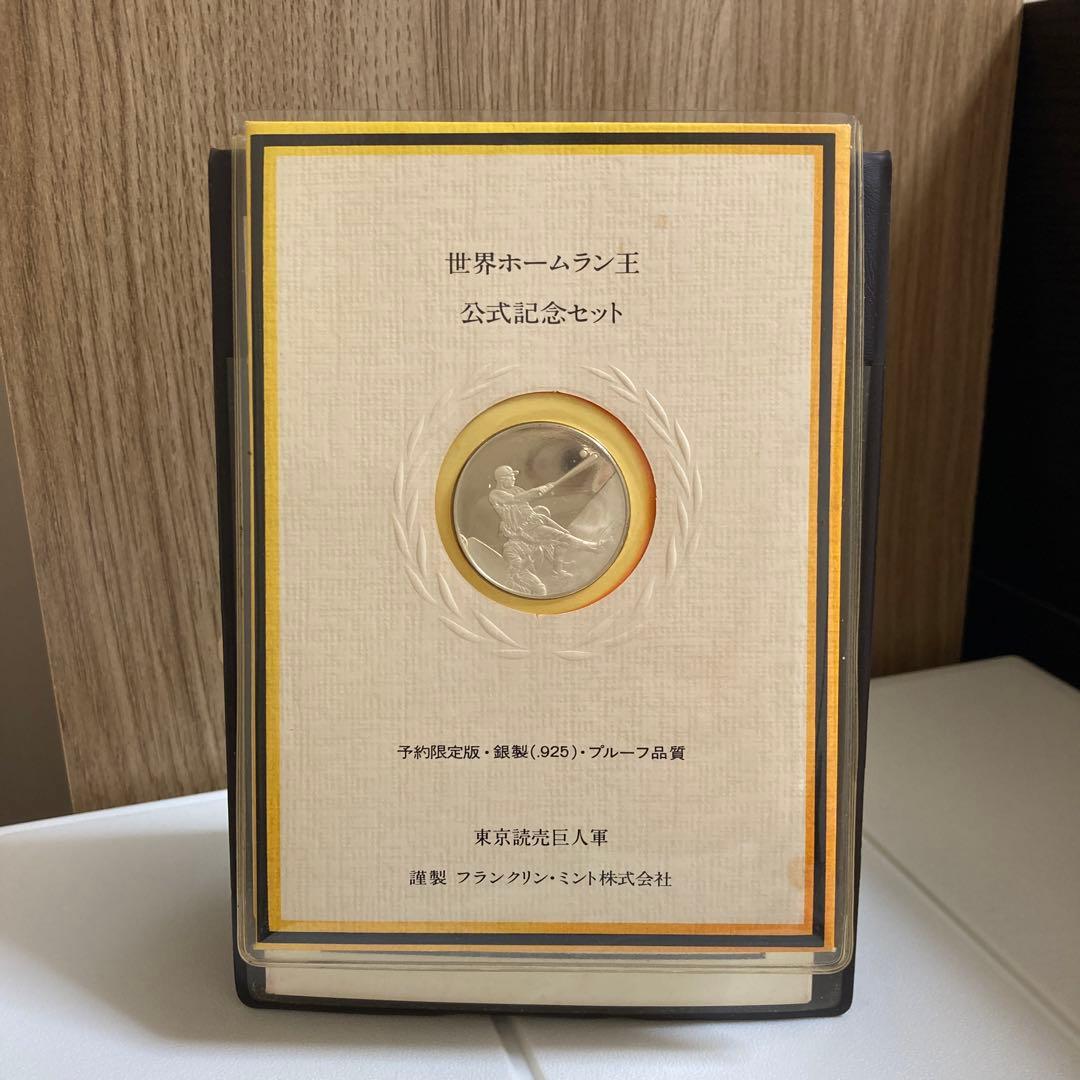 世界ホームラン王
公式記念セット
予約限定版・銀製(.925)・プルーフ品質
東京読売巨人軍
謹製 フランクリン・ミント株式会社